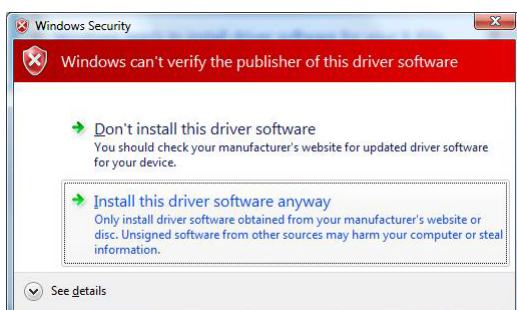 Windows Security
Windows can't verify the publisher of this driver software
Don't install this driver software
You should check your manufacturer's website for updated driver software
for your device.
Install this driver software anyway
Only install driver software obtained from your manufacturer's website or
disc. Unsigned software from other sources may harm your computer or steal
information.
See details